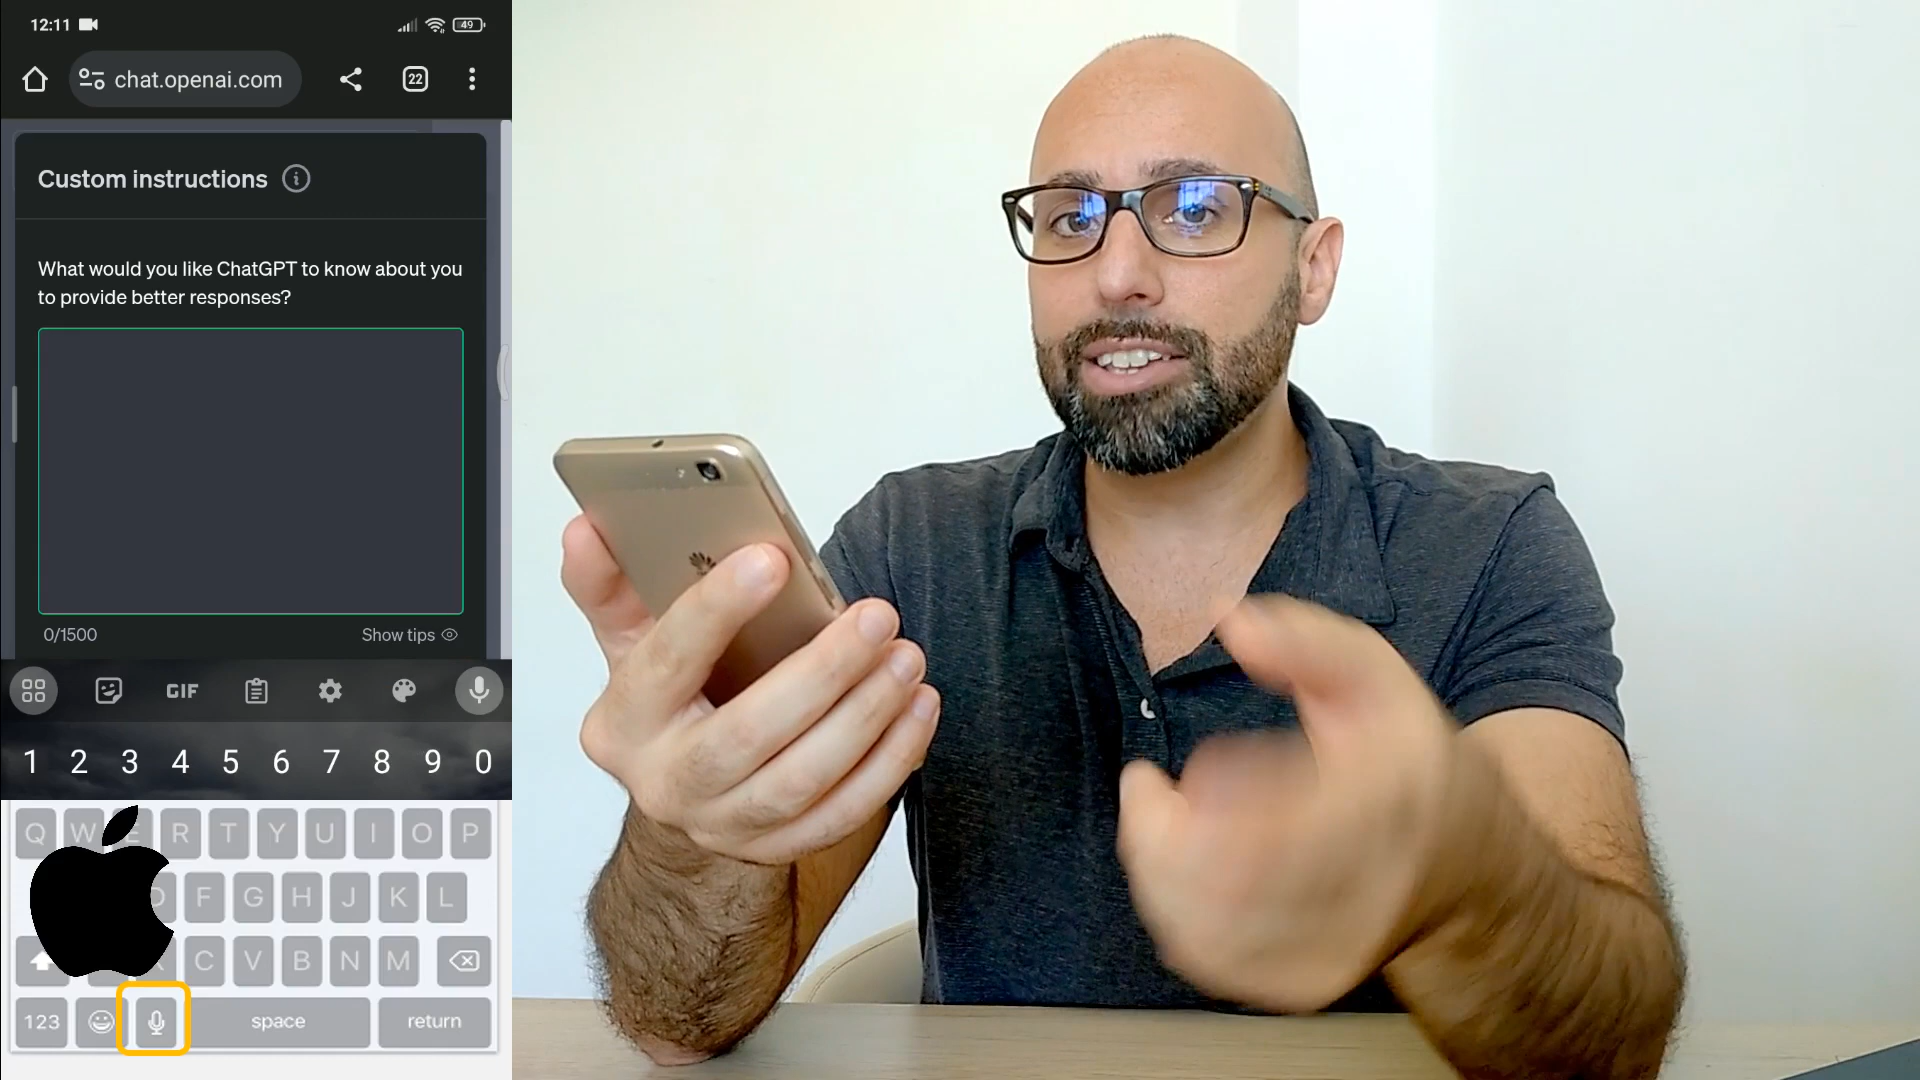 12:11
49
chat.openai.com
22
Custom instructions
What would you like ChatGPT to know about you
to provide better responses?
0/1500
Show tips
GIF
1 2 3 4 5 6 7 8 9 0
Q W E R T Y U I O P
D F G H J K L
X C V B N M
123
space
return